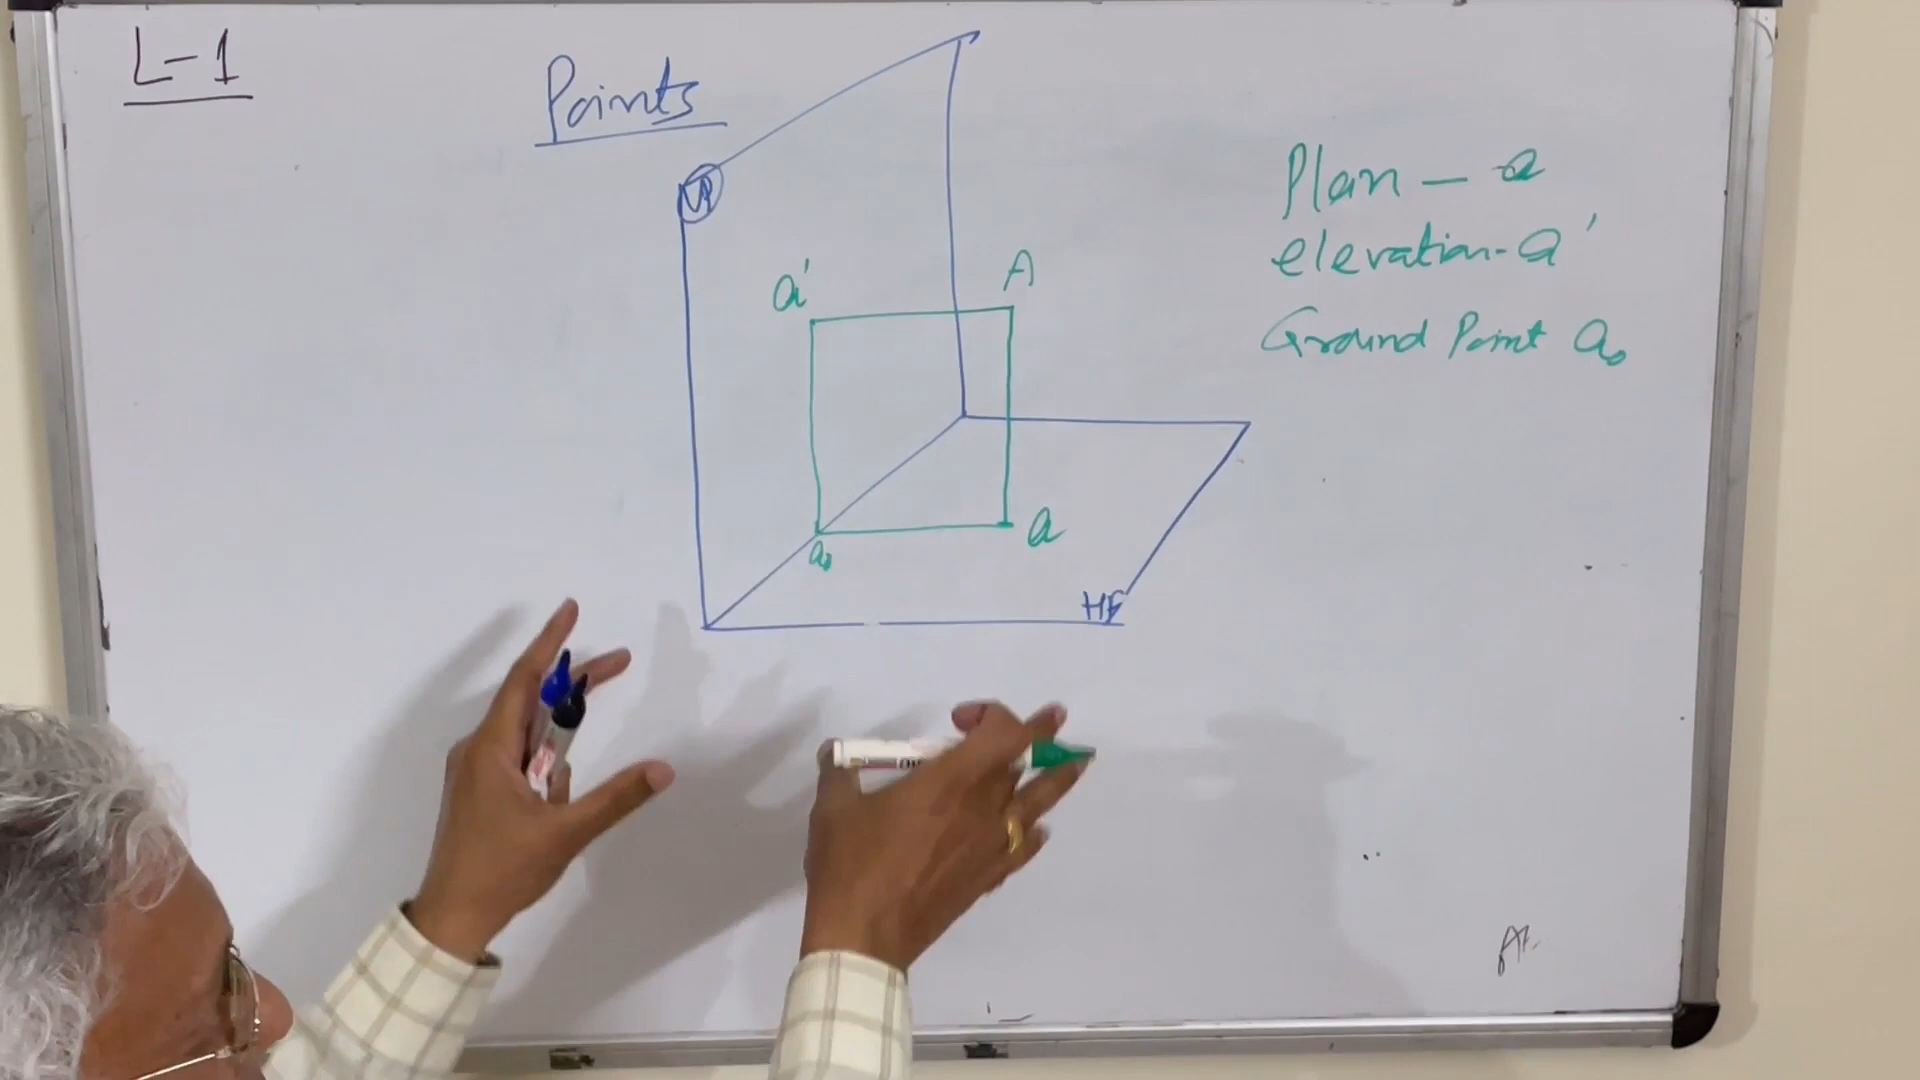 L-1
Points
VP
a'
A
a
a₀
HP
Plan - a
elevation - a'
Ground Point a₀